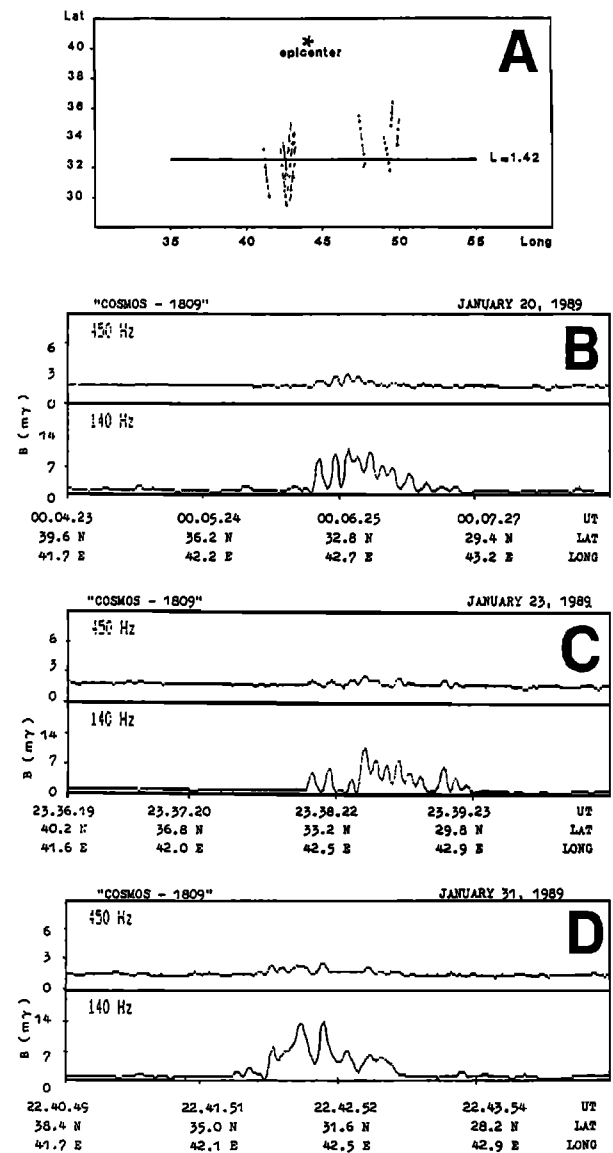 Lat
40
38
36
34
32
30
*
epicenter
A
L=1.42
35 40 45 50 55 Long
"COSMOS - 1809" JANUARY 20, 1989
450 Hz
B
6
3
0
140 Hz
14
7
0
B (mγ)
00.04.23 00.05.24 00.06.25 00.07.27 UT
39.6 N 36.2 N 32.8 N 29.4 N LAT
41.7 E 42.2 E 42.7 E 43.2 E LONG
"COSMOS - 1809" JANUARY 23, 1989
450 Hz
C
6
3
0
140 Hz
14
7
0
B (mγ)
23.36.19 23.37.20 23.38.22 23.39.23 UT
40.2 N 36.8 N 33.2 N 29.8 N LAT
41.6 E 42.0 E 42.5 E 42.9 E LONG
"COSMOS - 1809" JANUARY 31, 1989
450 Hz
D
6
3
0
140 Hz
14
7
0
B (mγ)
22.40.49 22.41.51 22.42.52 22.43.54 UT
38.4 N 35.0 N 31.6 N 28.2 N LAT
41.7 E 42.1 E 42.5 E 42.9 E LONG